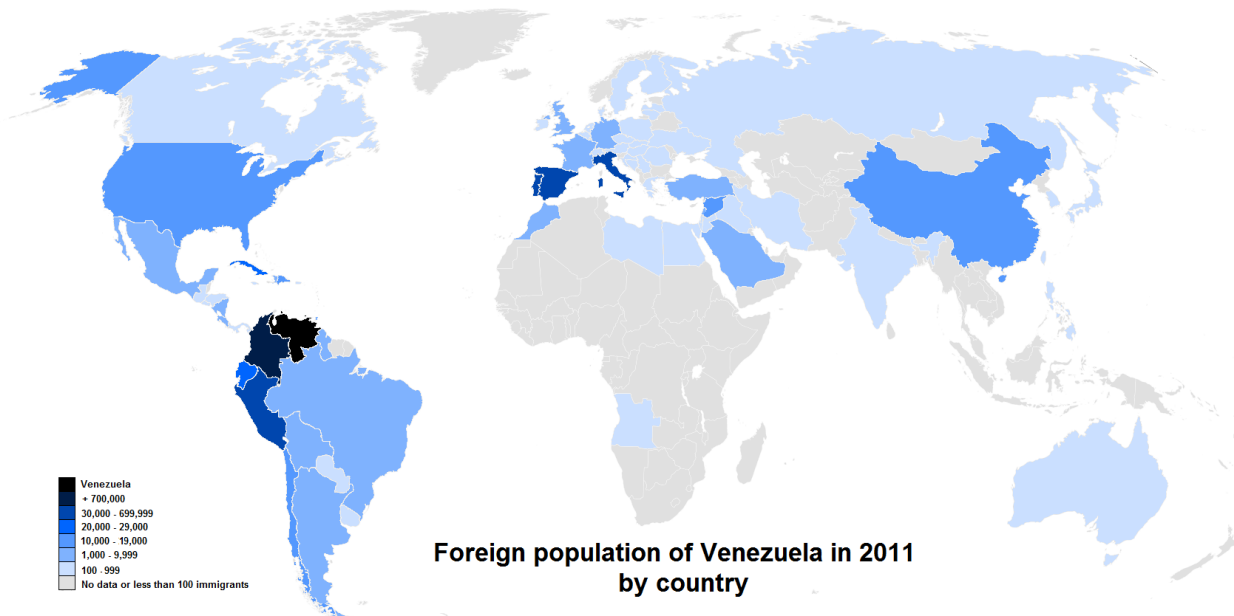 Venezuela
+ 700,000
30,000 - 699,999
20,000 - 29,000
10,000 - 19,000
1,000 - 9,999
100 - 999
No data or less than 100 immigrants
Foreign population of Venezuela in 2011
by country